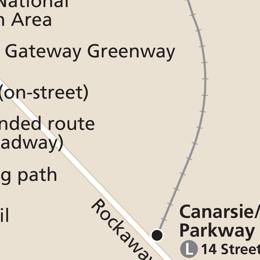 National
n Area
Gateway Greenway
(on-street)
nded route
adway)
g path
il
Rockaway
Canarsie/
Parkway
L 14 Street